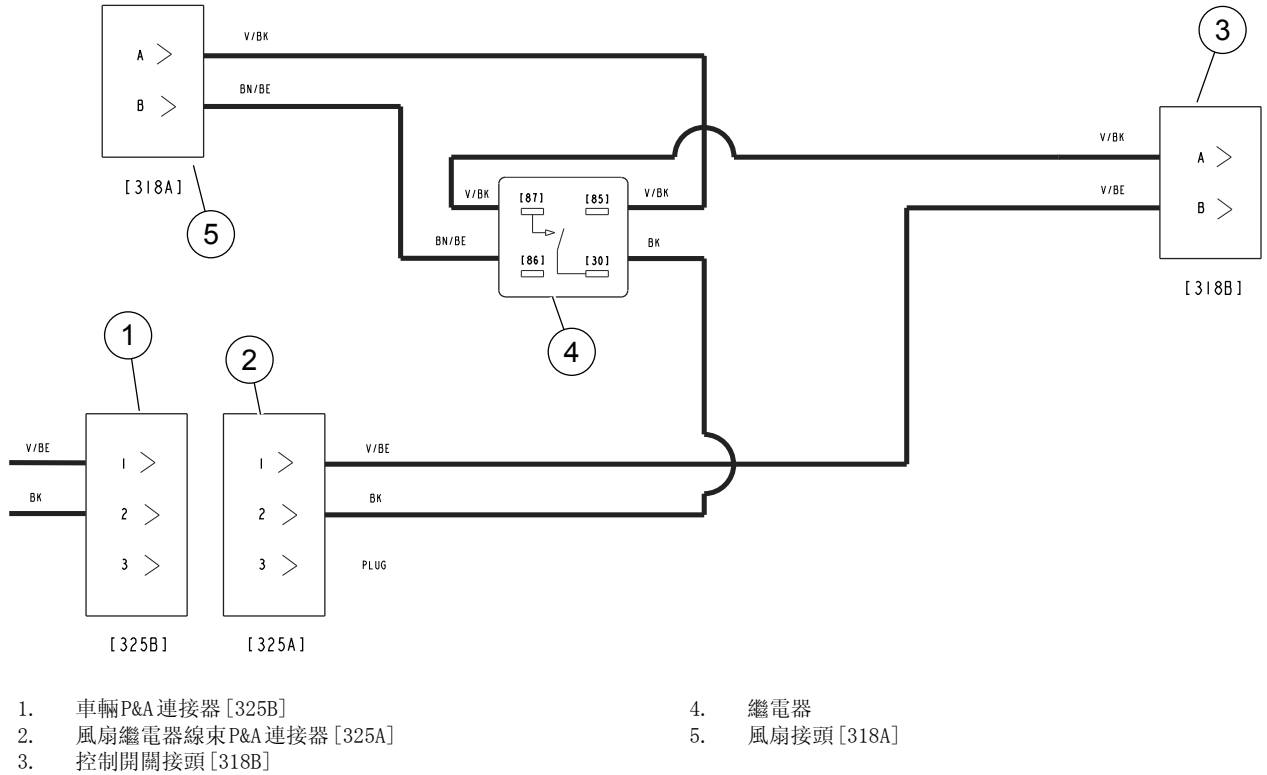 V/BK
A
BN/BE
B
[318A]
5
3
V/BK
A
V/BE
B
[318B]
V/BK
[87]
[85]
V/BK
BN/BE
[86]
[30]
BK
4
1
2
V/BE
1
BK
2
3
[325B]
1
V/BE
2
BK
3
PLUG
[325A]
1. 車輛P&A連接器[325B]
2. 風扇繼電器線束P&A連接器[325A]
3. 控制開關接頭[318B]
4. 繼電器
5. 風扇接頭[318A]